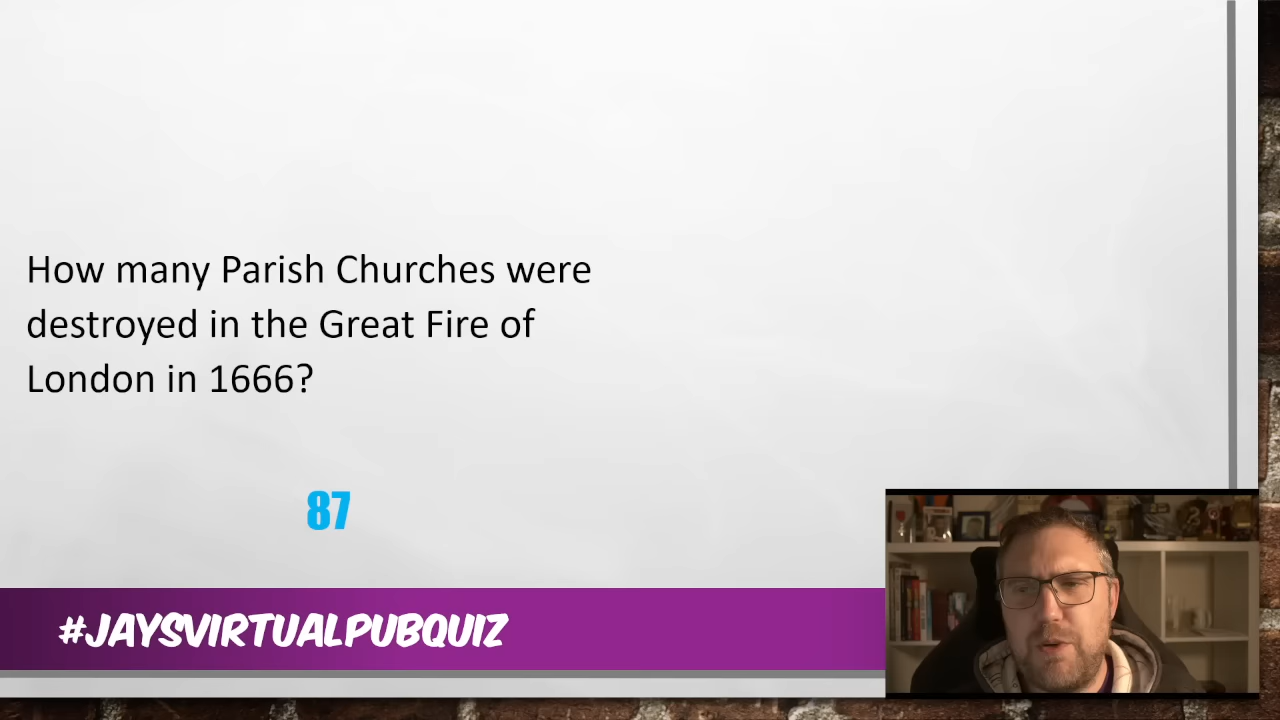 How many Parish Churches were
destroyed in the Great Fire of
London in 1666?
87
#JAYSVIRTUALPUBQUIZ